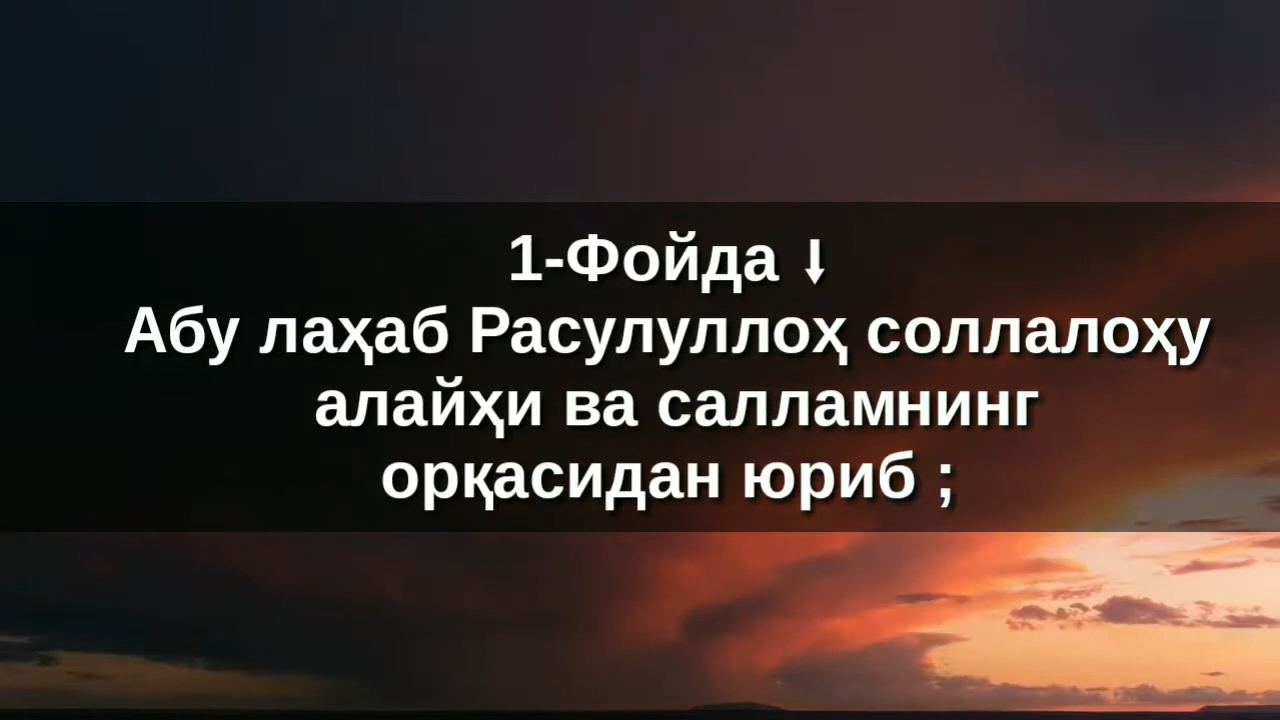 1-Фойда ⬇
Абу лаҳаб Расулуллоҳ соллалоҳу
алайҳи ва салламнинг
орқасидан юриб ;